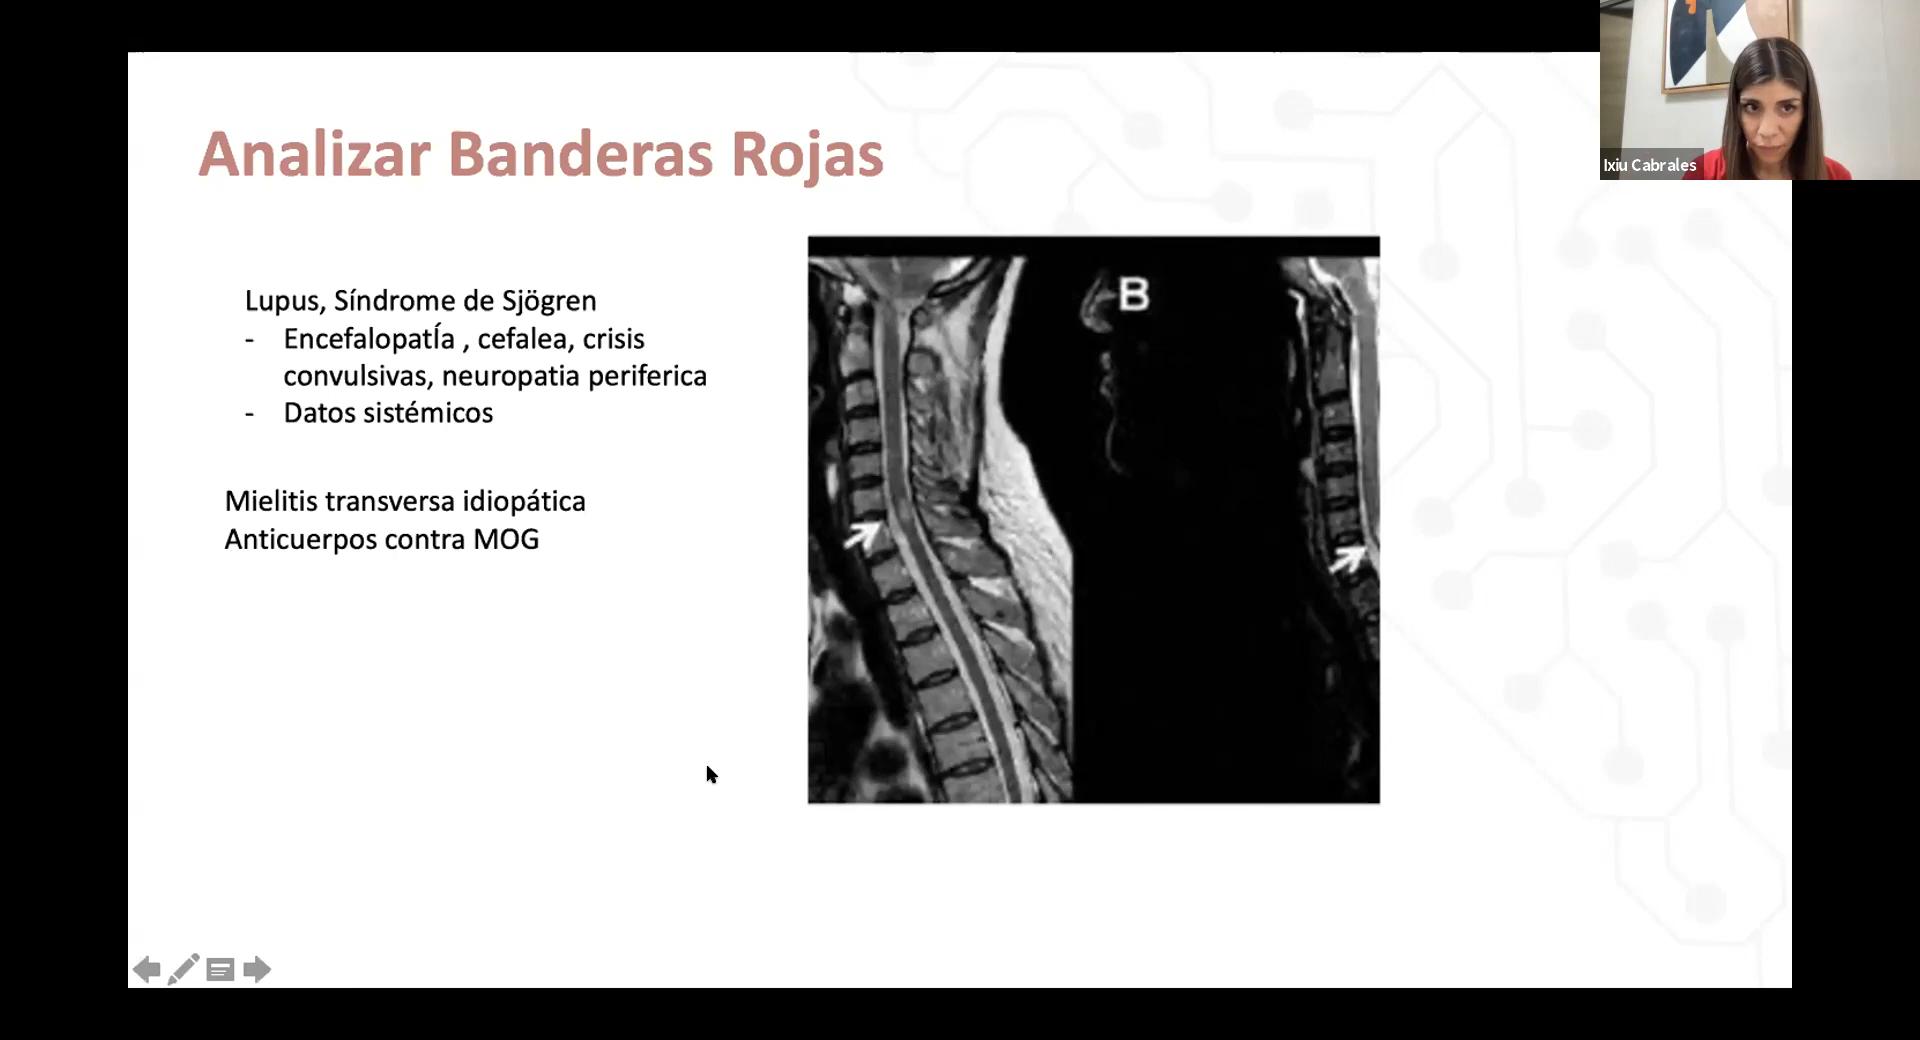 Analizar Banderas Rojas
Lupus, Síndrome de Sjögren
- EncefalopatÍa , cefalea, crisis
convulsivas, neuropatia periferica
- Datos sistémicos
Mielitis transversa idiopática
Anticuerpos contra MOG
B
Ixiu Cabrales